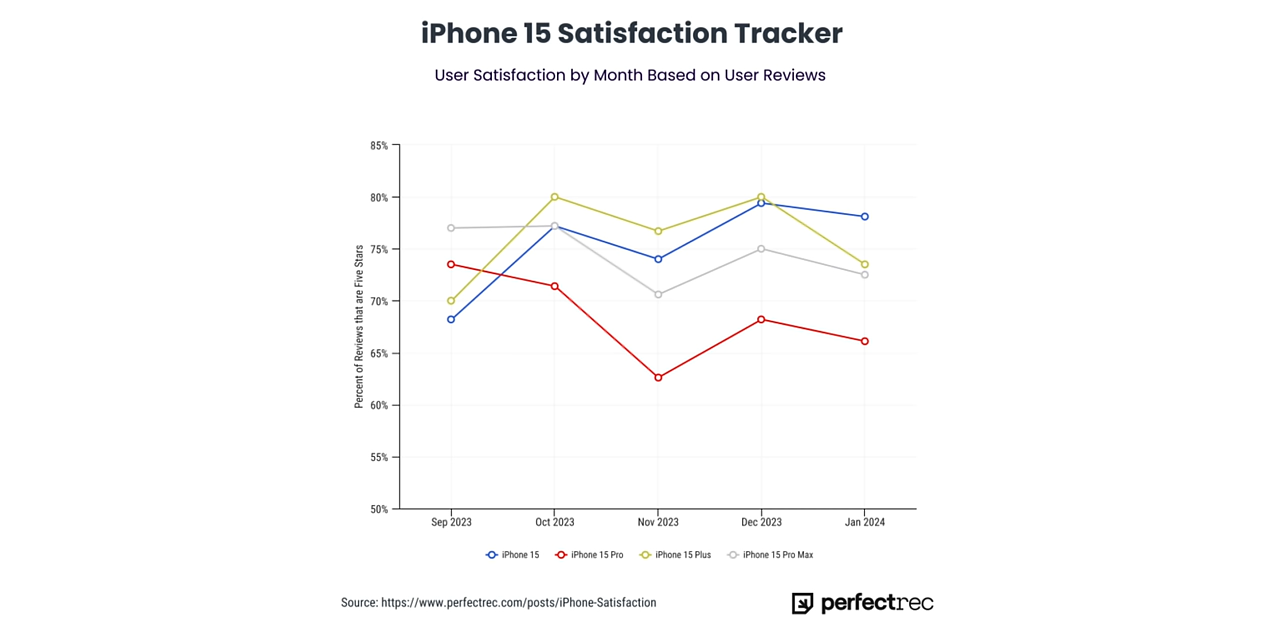 iPhone 15 Satisfaction Tracker
User Satisfaction by Month Based on User Reviews
Percent of Reviews that are Five Stars
85%
80%
75%
70%
65%
60%
55%
50%
Sep 2023 Oct 2023 Nov 2023 Dec 2023 Jan 2024
iPhone 15 iPhone 15 Pro iPhone 15 Plus iPhone 15 Pro Max
Source: https://www.perfectrec.com/posts/iPhone-Satisfaction
perfectrec